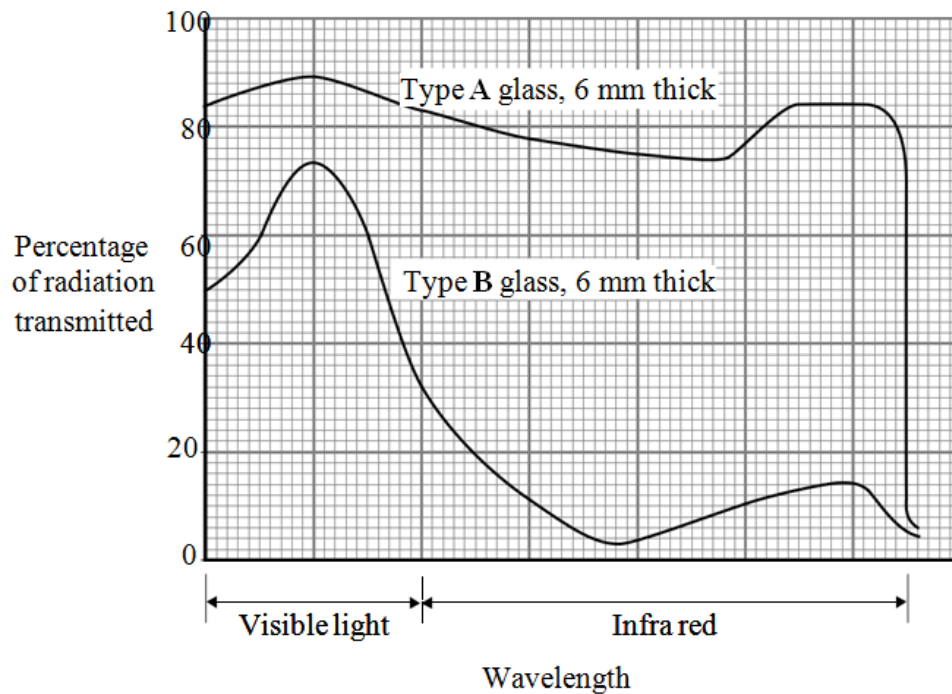 100
Type A glass, 6 mm thick
80
60
Percentage
of radiation
transmitted
Type B glass, 6 mm thick
40
20
0
Visible light
Infra red
Wavelength